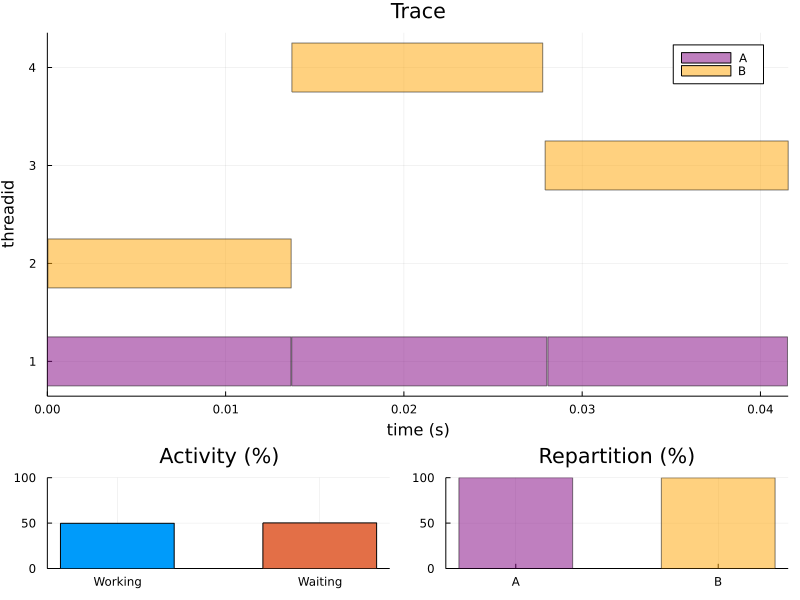 Trace
threadid
4
3
2
1
A
B
0.00 0.01 0.02 0.03 0.04
time (s)
Activity (%)
100
50
0
Working Waiting
Repartition (%)
100
50
0
A B